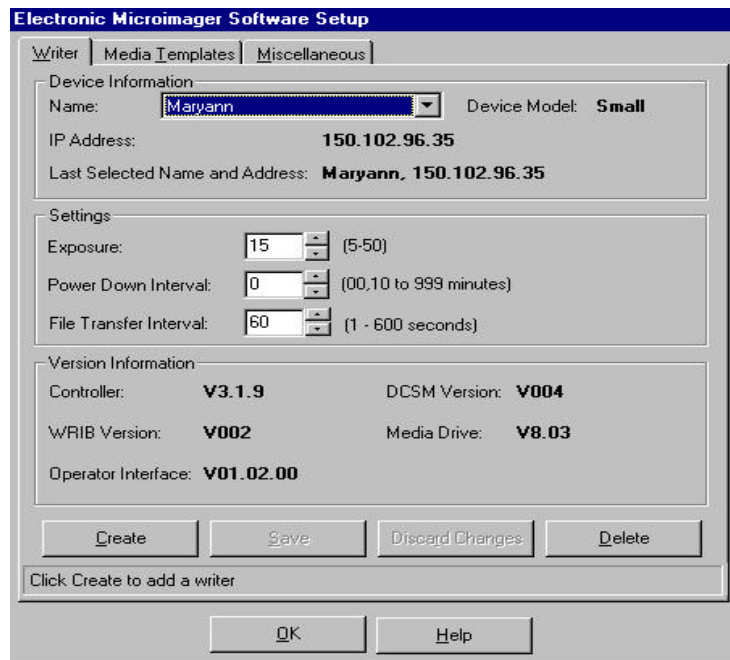 Electronic Microimager Software Setup
Writer Media Templates Miscellaneous
Device Information
Name: Maryann Device Model: Small
IP Address: 150.102.96.35
Last Selected Name and Address: Maryann, 150.102.96.35
Settings
Exposure: 15 (5-50)
Power Down Interval: 0 (00,10 to 999 minutes)
File Transfer Interval: 60 (1 - 600 seconds)
Version Information
Controller: V3.1.9 DCSM Version: V004
WRIB Version: V002 Media Drive: V8.03
Operator Interface: V01.02.00
Create Save Discard Changes Delete
Click Create to add a writer
OK Help